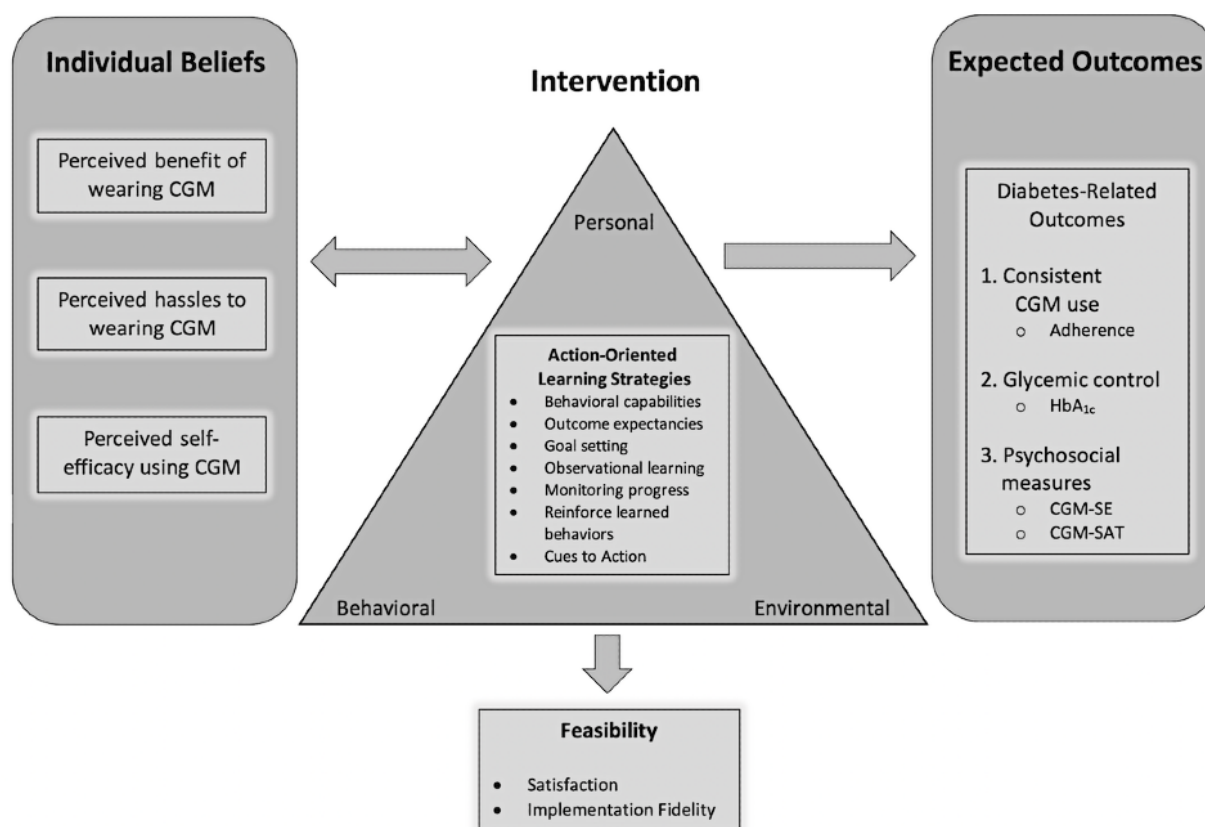 Individual Beliefs
Perceived benefit of
wearing CGM
Perceived hassles to
wearing CGM
Perceived self-
efficacy using CGM
Intervention
Personal
Action-Oriented
Learning Strategies
• Behavioral capabilities
• Outcome expectancies
• Goal setting
• Observational learning
• Monitoring progress
• Reinforce learned
behaviors
• Cues to Action
Behavioral
Environmental
Expected Outcomes
Diabetes-Related
Outcomes
1. Consistent
CGM use
o Adherence
2. Glycemic control
o HbA1c
3. Psychosocial
measures
o CGM-SE
o CGM-SAT
Feasibility
• Satisfaction
• Implementation Fidelity